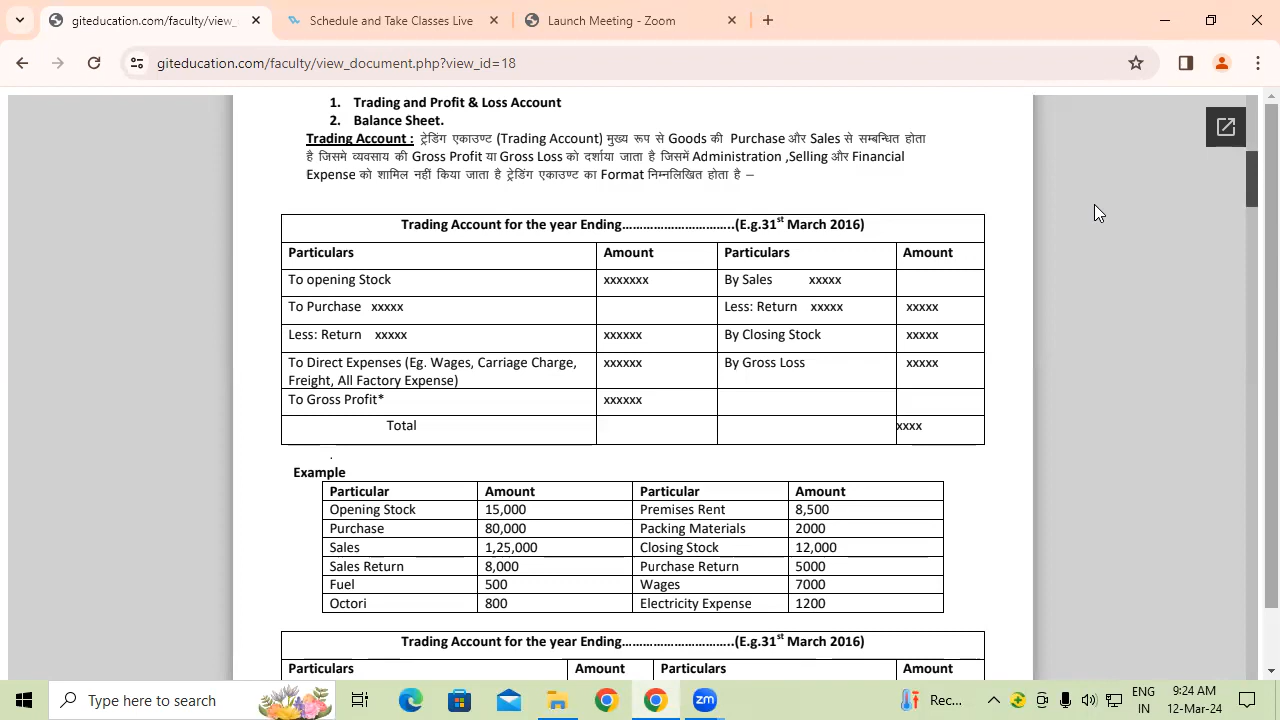 giteducation.com/faculty/view_
Schedule and Take Classes Live
Launch Meeting - Zoom
giteducation.com/faculty/view_document.php?view_id=18
1. Trading and Profit & Loss Account
2. Balance Sheet.
Trading Account : ट्रेडिंग एकाउण्ट (Trading Account) मुख्य रूप से Goods की Purchase और Sales से सम्बन्धित होता
है जिसमे व्यवसाय की Gross Profit या Gross Loss को दर्शाया जाता है जिसमें Administration ,Selling और Financial
Expense को शामिल नहीं किया जाता है ट्रेडिंग एकाउण्ट का Format निम्नलिखित होता है –
Trading Account for the year Ending…………………………..(E.g.31st March 2016)
Particulars Amount Particulars Amount
To opening Stock xxxxxxx By Sales xxxxx
To Purchase xxxxx Less: Return xxxxx xxxxx
Less: Return xxxxx xxxxxx By Closing Stock xxxxx
To Direct Expenses (Eg. Wages, Carriage Charge, xxxxxx By Gross Loss xxxxx
Freight, All Factory Expense)
To Gross Profit* xxxxxx
Total xxxx
.
Example
Particular Amount Particular Amount
Opening Stock 15,000 Premises Rent 8,500
Purchase 80,000 Packing Materials 2000
Sales 1,25,000 Closing Stock 12,000
Sales Return 8,000 Purchase Return 5000
Fuel 500 Wages 7000
Octori 800 Electricity Expense 1200
Trading Account for the year Ending…………………………..(E.g.31st March 2016)
Particulars Amount Particulars Amount
Type here to search
zm
Rec...
ENG 9:24 AM
IN 12-Mar-24